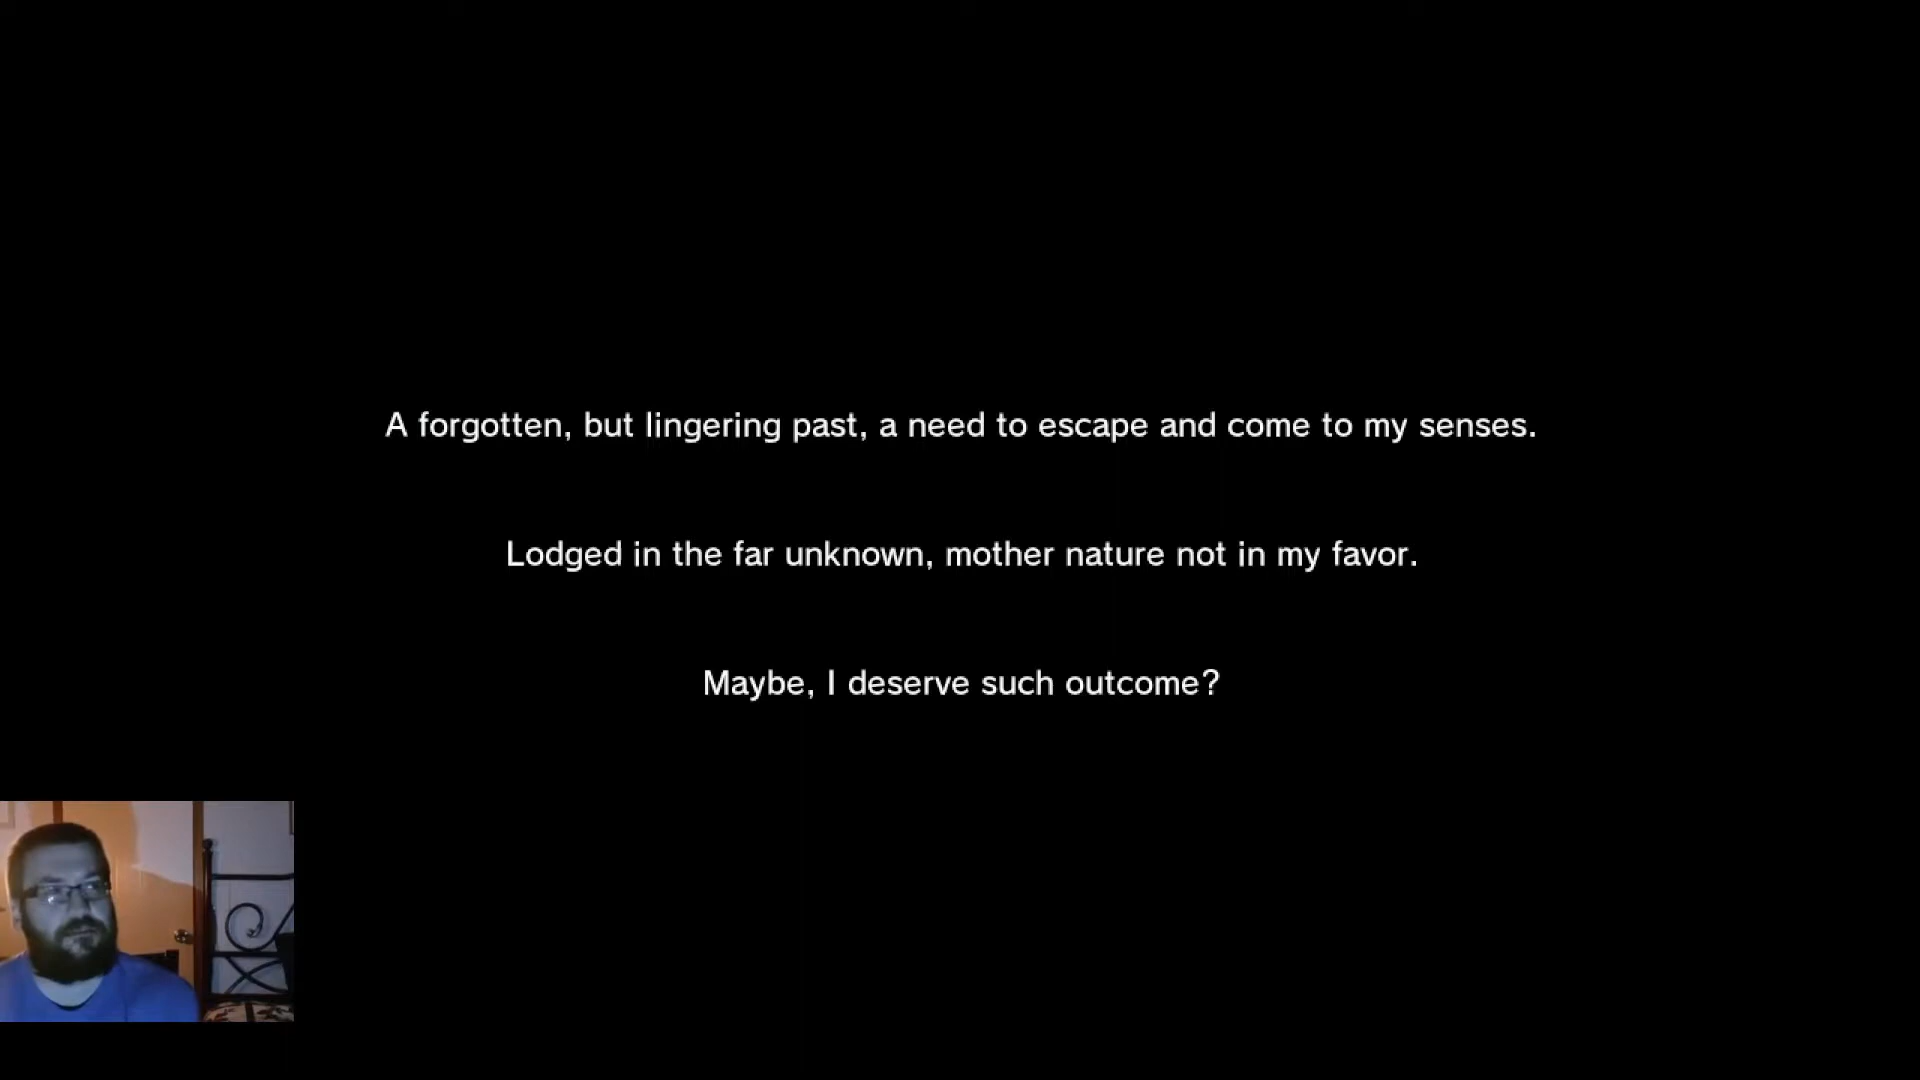 A forgotten, but lingering past, a need to escape and come to my senses.
Lodged in the far unknown, mother nature not in my favor.
Maybe, I deserve such outcome?